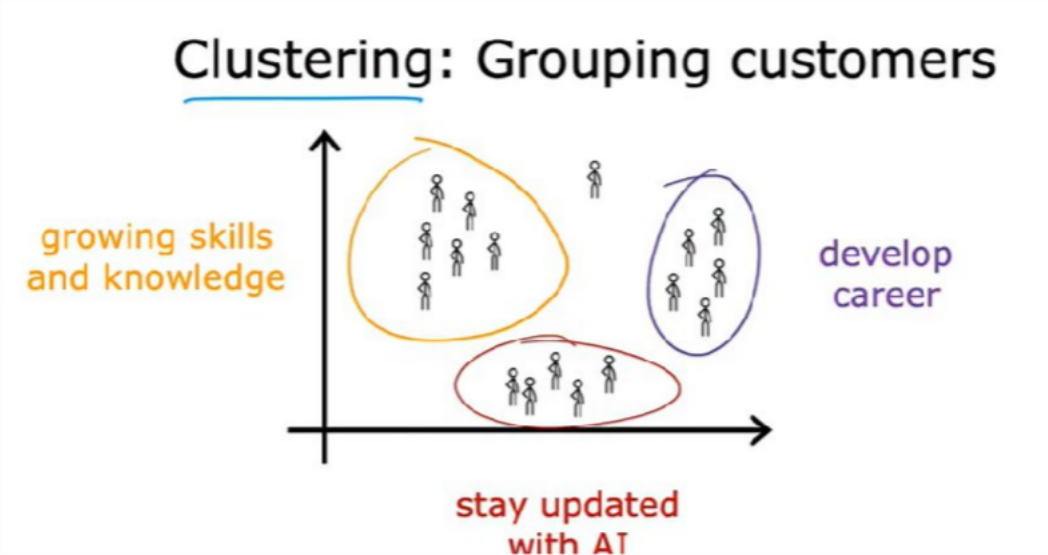 Clustering: Grouping customers
growing skills
and knowledge
develop
career
stay updated
with AI